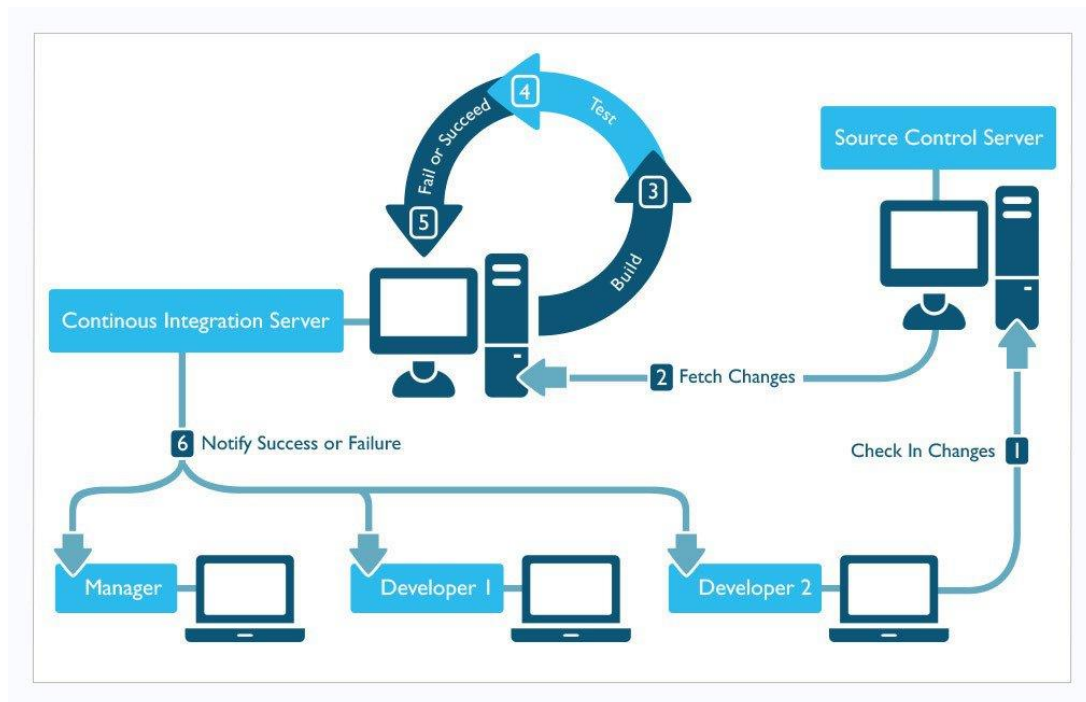 4
Test
Fail or Succeed
5
3
Build
Source Control Server
Continous Integration Server
2 Fetch Changes
6 Notify Success or Failure
Check In Changes 1
Manager
Developer 1
Developer 2